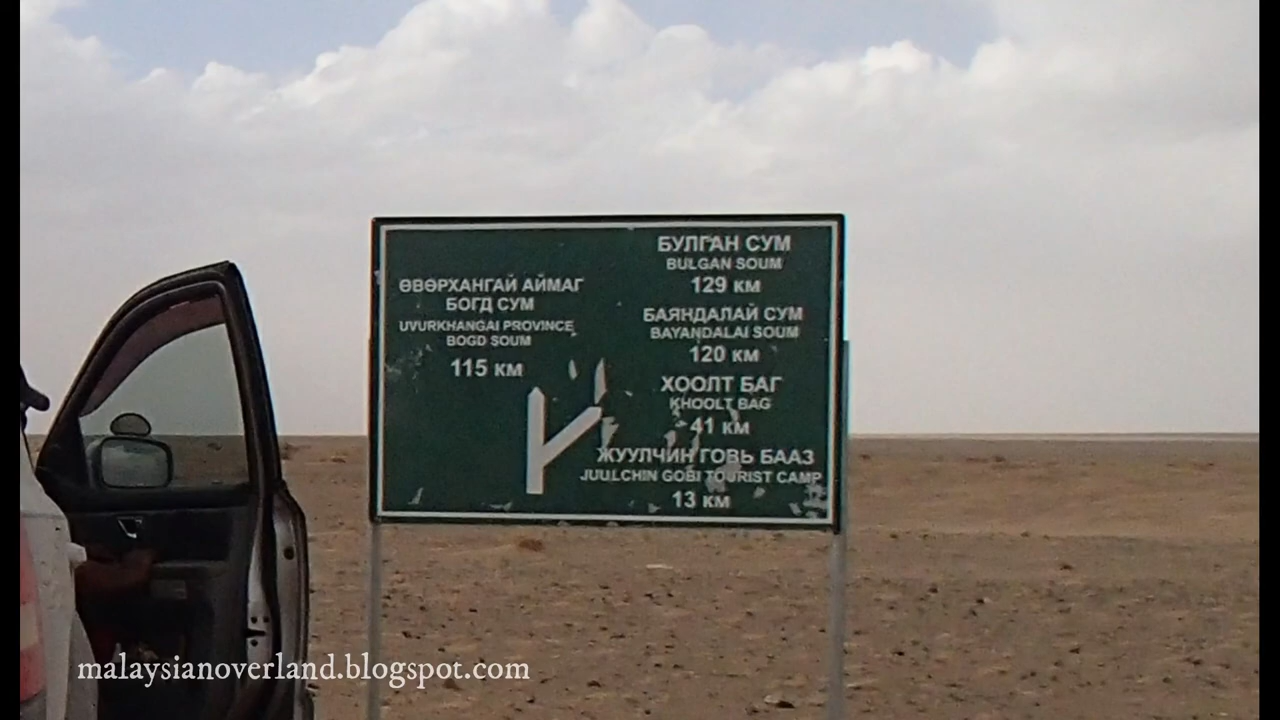 ӨВӨРХАНГАЙ АЙМАГ
БОГД СУМ
UVURKHANGAI PROVINCE
BOGD SOUM
115 КМ
БУЛГАН СУМ
BULGAN SOUM
129 КМ
БАЯНДАЛАЙ СУМ
BAYANDALAI SOUM
120 КМ
ХООЛТ БАГ
KHOOLT BAG
41 КМ
ЖУУЛЧИН ГОВЬ БААЗ
JUULCHIN GOBI TOURIST CAMP
13 КМ
malaysianoverland.blogspot.com